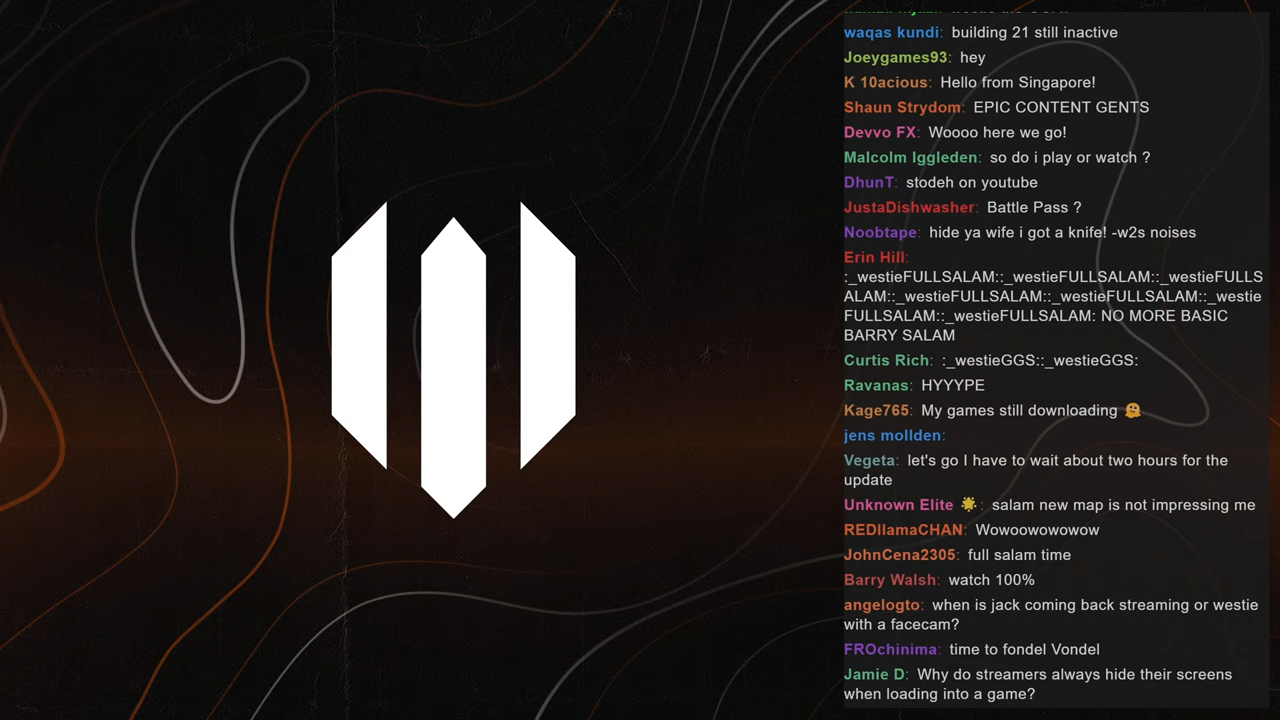 waqas kundi: building 21 still inactive
Joeygames93: hey
K 10acious: Hello from Singapore!
Shaun Strydom: EPIC CONTENT GENTS
Devvo FX: Woooo here we go!
Malcolm Iggleden: so do i play or watch ?
DhunT: stodeh on youtube
JustaDishwasher: Battle Pass ?
Noobtape: hide ya wife i got a knife! -w2s noises
Erin Hill:
:_westieFULLSALAM::_westieFULLSALAM::_westieFULLS
ALAM::_westieFULLSALAM::_westieFULLSALAM::_westie
FULLSALAM::_westieFULLSALAM: NO MORE BASIC
BARRY SALAM
Curtis Rich: :_westieGGS::_westieGGS:
Ravanas: HYYYPE
Kage765: My games still downloading
jens mollden:
Vegeta: let's go I have to wait about two hours for the
update
Unknown Elite 🌟: salam new map is not impressing me
REDllamaCHAN: Wowoowowowow
JohnCena2305: full salam time
Barry Walsh: watch 100%
angelogto: when is jack coming back streaming or westie
with a facecam?
FROchinima: time to fondel Vondel
Jamie D: Why do streamers always hide their screens
when loading into a game?